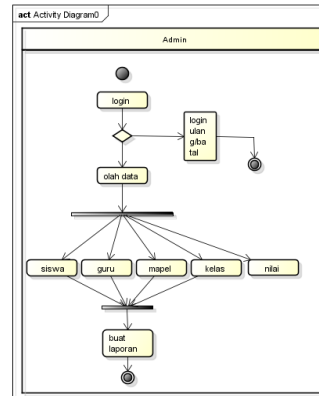 act Activity Diagram0
Admin
login
login
ulan
g/ba
tal
olah data
siswa
guru
mapel
kelas
nilai
buat
laporan